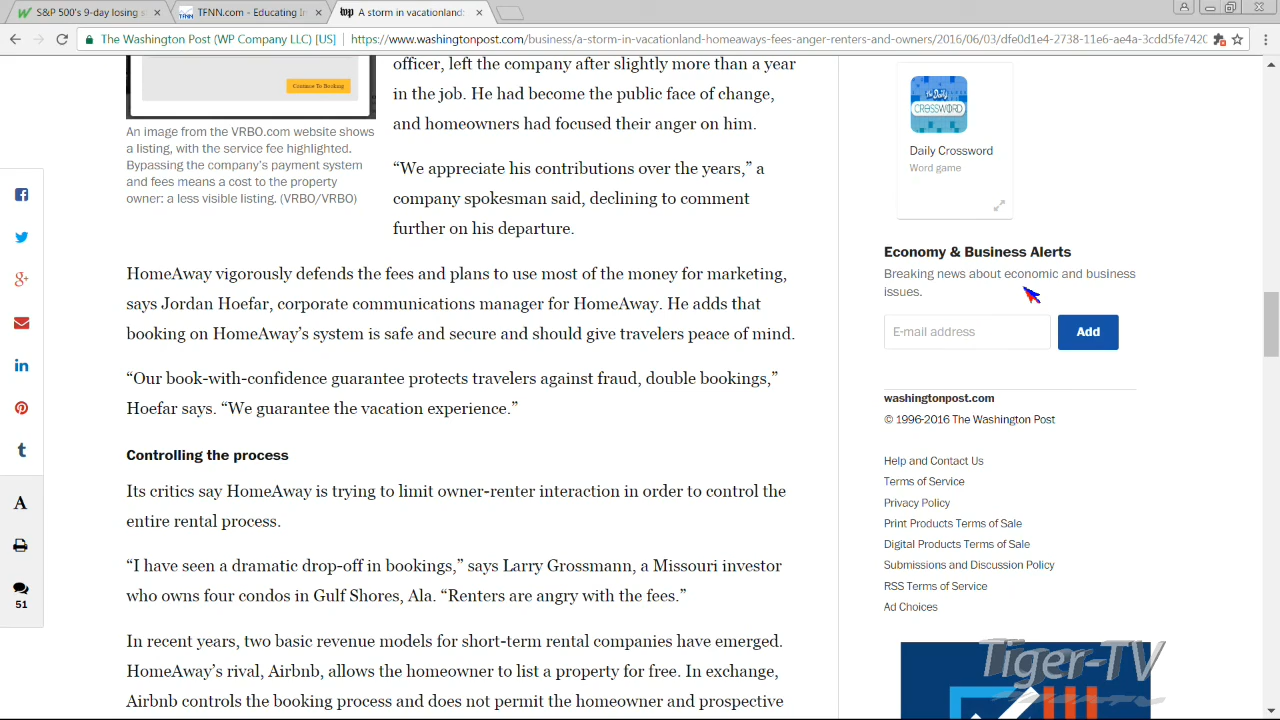 S&P 500's 9-day losing s
TFNN.com - Educating In
A storm in vacationland:
The Washington Post (WP Company LLC) [US]
https://www.washingtonpost.com/business/a-storm-in-vacationland-homeaways-fees-anger-renters-and-owners/2016/06/03/dfe0d1e4-2738-11e6-ae4a-3cdd5fe7420
Continue To Booking
An image from the VRBO.com website shows
a listing, with the service fee highlighted.
Bypassing the company's payment system
and fees means a cost to the property
owner: a less visible listing. (VRBO/VRBO)
officer, left the company after slightly more than a year
in the job. He had become the public face of change,
and homeowners had focused their anger on him.
“We appreciate his contributions over the years,” a
company spokesman said, declining to comment
further on his departure.
HomeAway vigorously defends the fees and plans to use most of the money for marketing,
says Jordan Hoefar, corporate communications manager for HomeAway. He adds that
booking on HomeAway's system is safe and secure and should give travelers peace of mind.
“Our book-with-confidence guarantee protects travelers against fraud, double bookings,”
Hoefar says. “We guarantee the vacation experience.”
Controlling the process
Its critics say HomeAway is trying to limit owner-renter interaction in order to control the
entire rental process.
“I have seen a dramatic drop-off in bookings,” says Larry Grossmann, a Missouri investor
who owns four condos in Gulf Shores, Ala. “Renters are angry with the fees.”
In recent years, two basic revenue models for short-term rental companies have emerged.
HomeAway's rival, Airbnb, allows the homeowner to list a property for free. In exchange,
Airbnb controls the booking process and does not permit the homeowner and prospective
A
51
the Daily
CROSSWORD
Daily Crossword
Word game
Economy & Business Alerts
Breaking news about economic and business
issues.
E-mail address
Add
washingtonpost.com
© 1996-2016 The Washington Post
Help and Contact Us
Terms of Service
Privacy Policy
Print Products Terms of Sale
Digital Products Terms of Sale
Submissions and Discussion Policy
RSS Terms of Service
Ad Choices
Tiger-TV